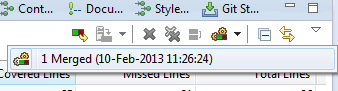 Cont... Docu... Style... Git St...
1 Merged (10-Feb-2013 11:26:24)
Covered Lines Missed Lines Total Lines